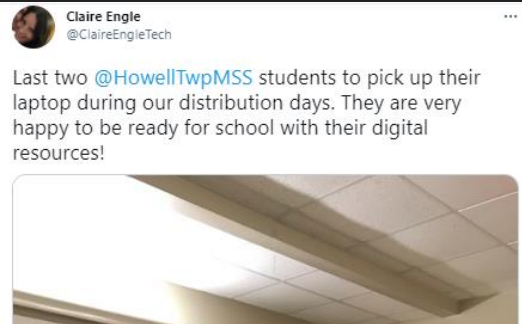 Claire Engle
@ClaireEngleTech
Last two @HowellTwpMSS students to pick up their
laptop during our distribution days. They are very
happy to be ready for school with their digital
resources!